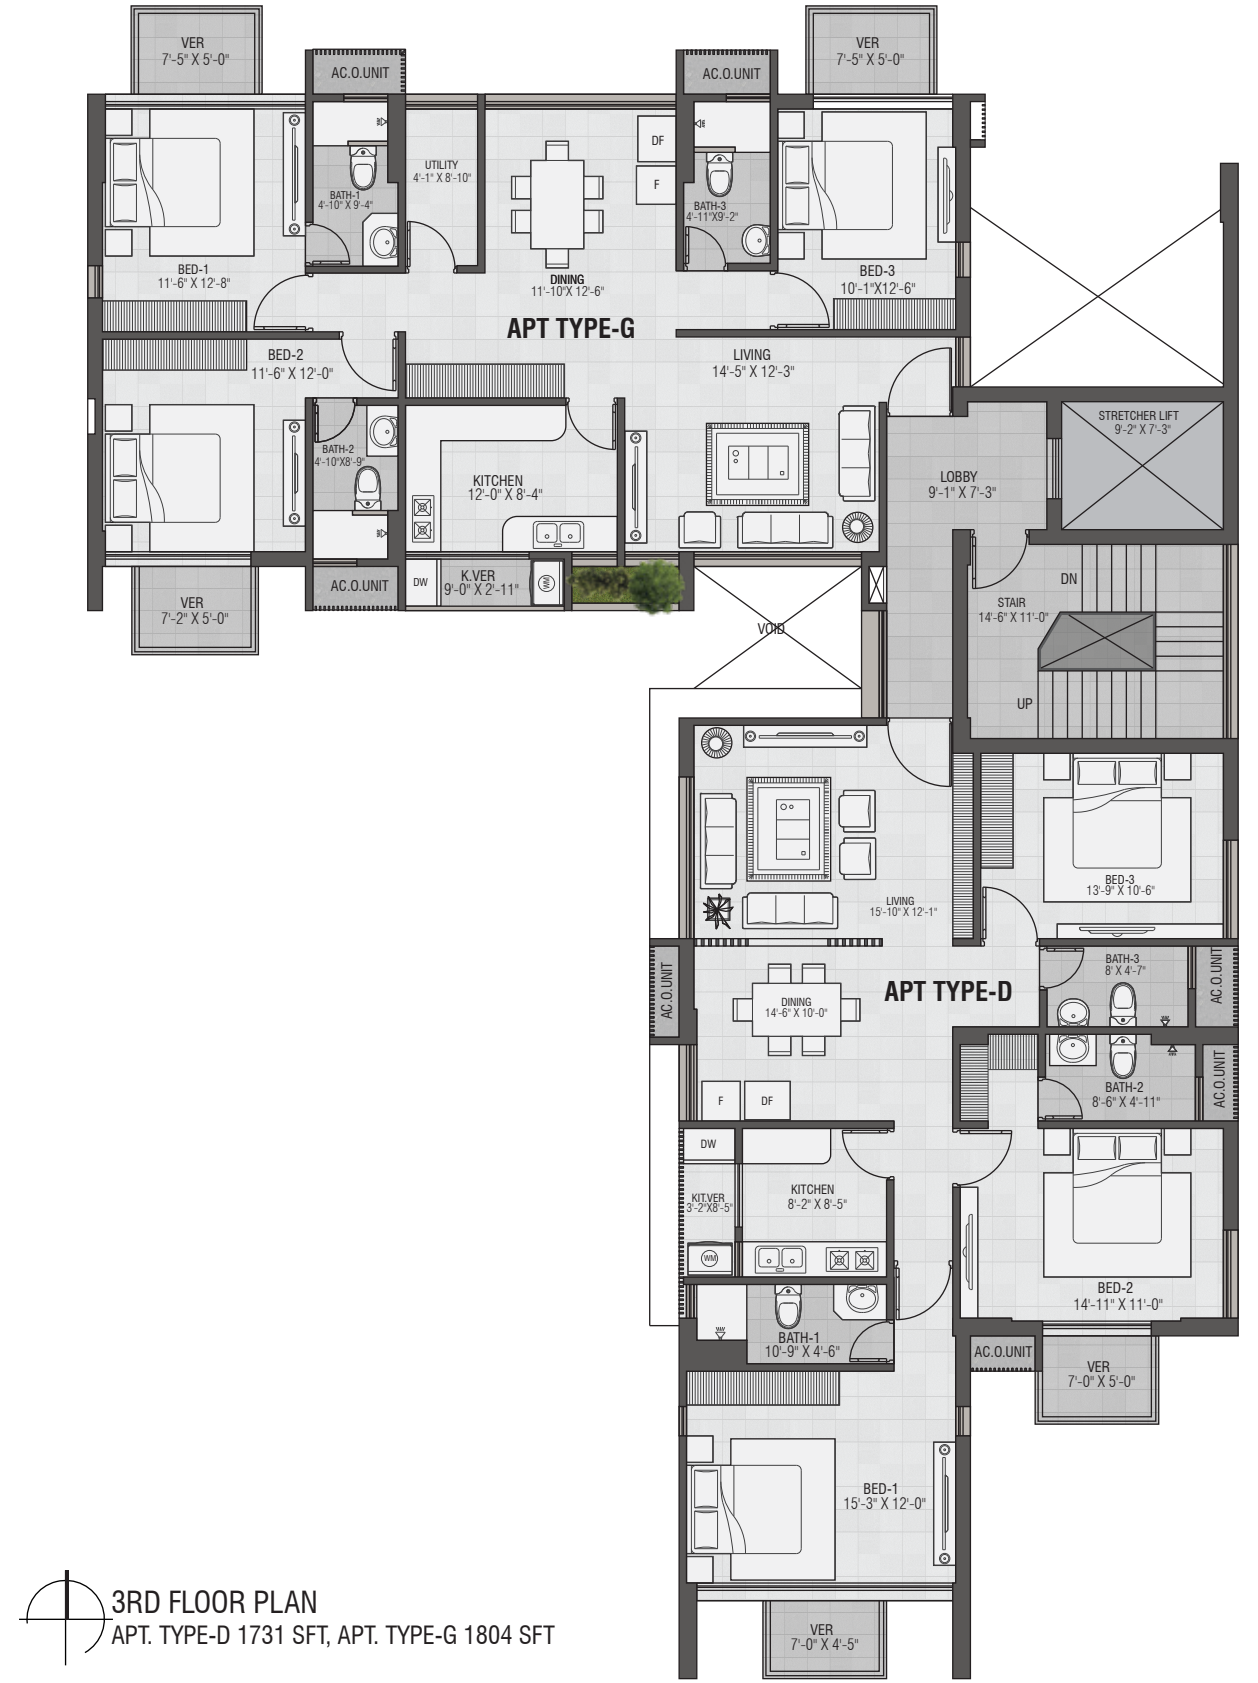 VER
7'-5" X 5'-0"
AC.O.UNIT
AC.O.UNIT
VER
7'-5" X 5'-0"
DF
F
UTILITY
4'-1" X 8'-10"
BATH-1
4'-10" X 9'-4"
BATH-3
4'-11"X9'-2"
BED-1
11'-6" X 12'-8"
DINING
11'-10"X 12'-6"
BED-3
10'-1"X12'-6"
APT TYPE-G
BED-2
11'-6" X 12'-0"
LIVING
14'-5" X 12'-3"
STRETCHER LIFT
9'-2" X 7'-3"
BATH-2
4'-10"X8'-9"
KITCHEN
12'-0" X 8'-4"
LOBBY
9'-1" X 7'-3"
AC.O.UNIT
DW
K.VER
9'-0" X 2'-11"
WM
DN
VER
7'-2" X 5'-0"
STAIR
14'-6" X 11'-0"
VOID
UP
BED-3
13'-9" X 10'-6"
LIVING
15'-10" X 12'-1"
AC.O.UNIT
BATH-3
8' X 4'-7"
AC.O.UNIT
APT TYPE-D
DINING
14'-6" X 10'-0"
F
DF
BATH-2
8'-6" X 4'-11"
AC.O.UNIT
DW
KITCHEN
8'-2" X 8'-5"
KIT.VER
3'-2"X8'-5"
WM
BED-2
14'-11" X 11'-0"
BATH-1
10'-9" X 4'-6"
AC.O.UNIT
VER
7'-0" X 5'-0"
BED-1
15'-3" X 12'-0"
3RD FLOOR PLAN
APT. TYPE-D 1731 SFT, APT. TYPE-G 1804 SFT
VER
7'-0" X 4'-5"